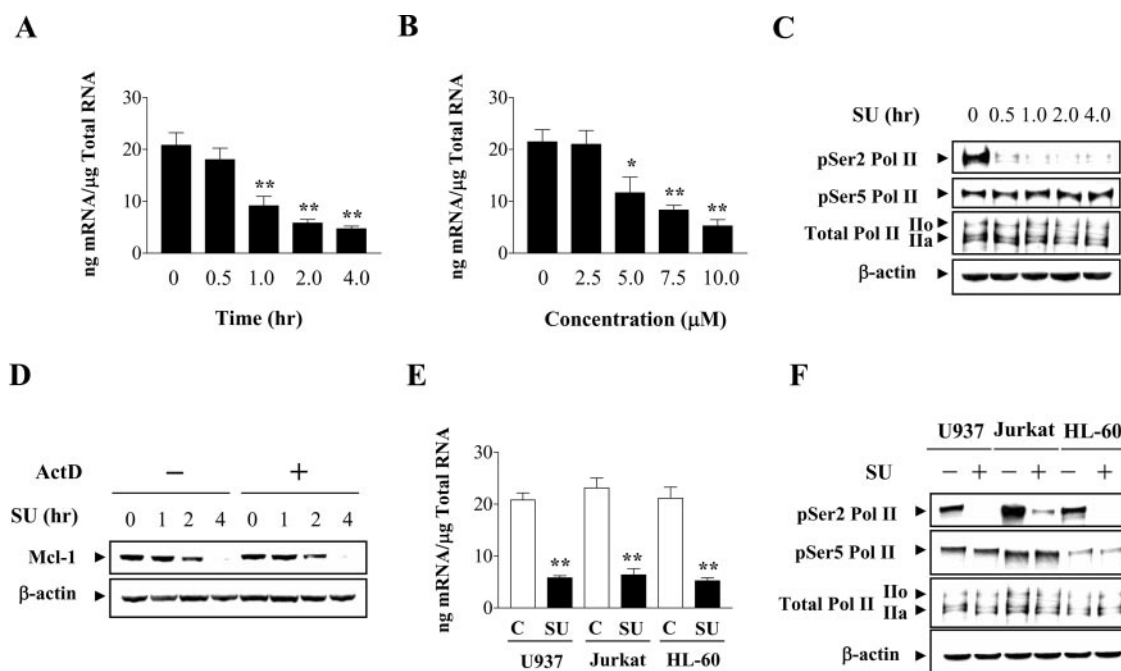 A
ng mRNA/μg Total RNA
30
20
10
0
** ** **
0 0.5 1.0 2.0 4.0
Time (hr)
B
ng mRNA/μg Total RNA
30
20
10
0
* ** **
0 2.5 5.0 7.5 10.0
Concentration (μM)
C
SU (hr) 0 0.5 1.0 2.0 4.0
pSer2 Pol II
pSer5 Pol II
Total Pol II IIo
IIa
β-actin
D
ActD − +
SU (hr) 0 1 2 4 0 1 2 4
Mcl-1
β-actin
E
ng mRNA/μg Total RNA
30
20
10
0
** ** **
C SU C SU C SU
U937 Jurkat HL-60
F
U937 Jurkat HL-60
SU − + − + − +
pSer2 Pol II
pSer5 Pol II
Total Pol II IIo
IIa
β-actin